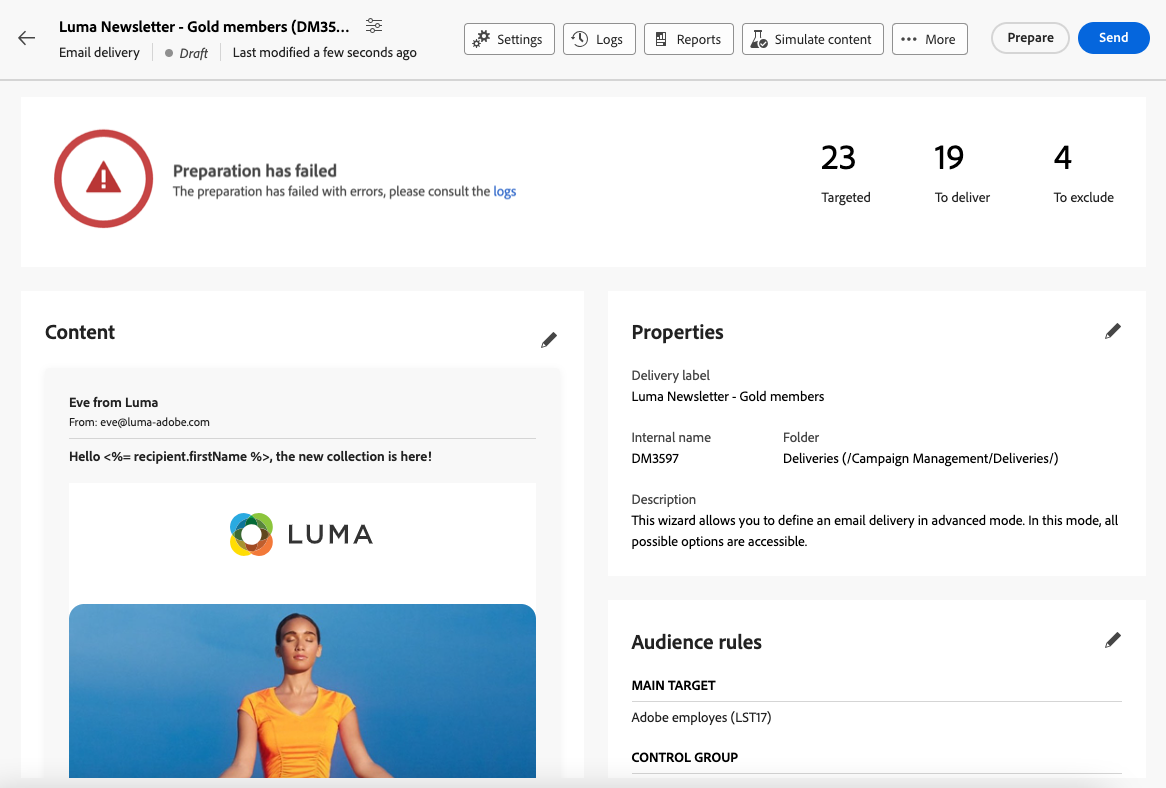 Luma Newsletter - Gold members (DM35...
Email delivery
Draft
Last modified a few seconds ago
Settings
Logs
Reports
Simulate content
More
Prepare
Send
Preparation has failed
The preparation has failed with errors, please consult the logs
23
Targeted
19
To deliver
4
To exclude
Content
Eve from Luma
From: eve@luma-adobe.com
Hello <%= recipient.firstName %>, the new collection is here!
LUMA
Properties
Delivery label
Luma Newsletter - Gold members
Internal name
DM3597
Folder
Deliveries (/Campaign Management/Deliveries/)
Description
This wizard allows you to define an email delivery in advanced mode. In this mode, all
possible options are accessible.
Audience rules
MAIN TARGET
Adobe employes (LST17)
CONTROL GROUP